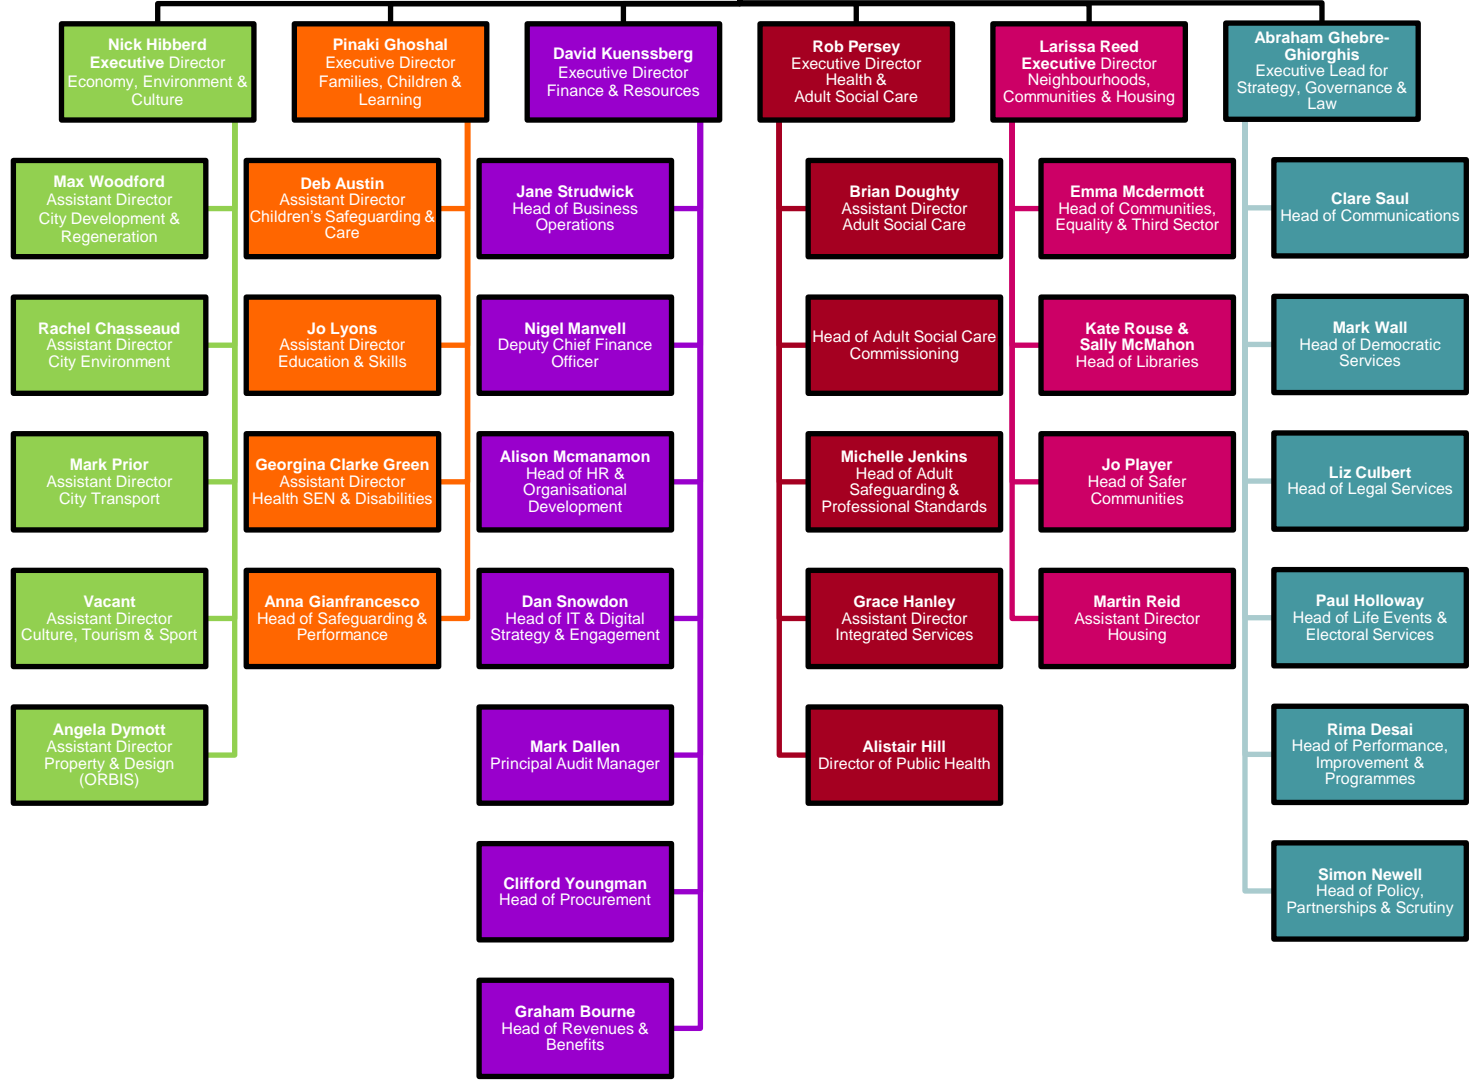 Nick Hibberd
Executive Director
Economy, Environment &
Culture
Pinaki Ghoshal
Executive Director
Families, Children &
Learning
David Kuenssberg
Executive Director
Finance & Resources
Rob Persey
Executive Director
Health &
Adult Social Care
Larissa Reed
Executive Director
Neighbourhoods,
Communities & Housing
Abraham Ghebre-
Ghiorghis
Executive Lead for
Strategy, Governance &
Law
Max Woodford
Assistant Director
City Development &
Regeneration
Deb Austin
Assistant Director
Children's Safeguarding &
Care
Jane Strudwick
Head of Business
Operations
Brian Doughty
Assistant Director
Adult Social Care
Emma Mcdermott
Head of Communities,
Equality & Third Sector
Clare Saul
Head of Communications
Rachel Chasseaud
Assistant Director
City Environment
Jo Lyons
Assistant Director
Education & Skills
Nigel Manvell
Deputy Chief Finance
Officer
Head of Adult Social Care
Commissioning
Kate Rouse &
Sally McMahon
Head of Libraries
Mark Wall
Head of Democratic
Services
Mark Prior
Assistant Director
City Transport
Georgina Clarke Green
Assistant Director
Health SEN & Disabilities
Alison Mcmanamon
Head of HR &
Organisational
Development
Michelle Jenkins
Head of Adult
Safeguarding &
Professional Standards
Jo Player
Head of Safer
Communities
Liz Culbert
Head of Legal Services
Vacant
Assistant Director
Culture, Tourism & Sport
Anna Gianfrancesco
Head of Safeguarding &
Performance
Dan Snowdon
Head of IT & Digital
Strategy & Engagement
Grace Hanley
Assistant Director
Integrated Services
Martin Reid
Assistant Director
Housing
Paul Holloway
Head of Life Events &
Electoral Services
Angela Dymott
Assistant Director
Property & Design
(ORBIS)
Mark Dallen
Principal Audit Manager
Alistair Hill
Director of Public Health
Rima Desai
Head of Performance,
Improvement &
Programmes
Clifford Youngman
Head of Procurement
Simon Newell
Head of Policy,
Partnerships & Scrutiny
Graham Bourne
Head of Revenues &
Benefits